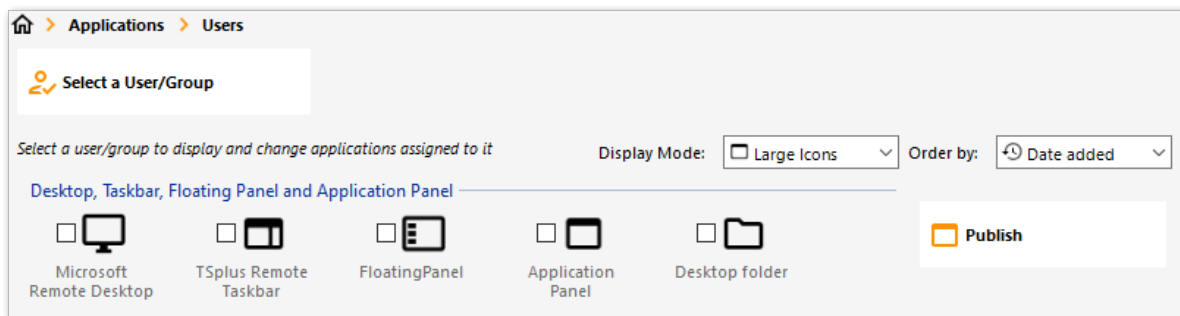 Applications Users
Select a User/Group
Select a user/group to display and change applications assigned to it
Display Mode: Large Icons Order by: Date added
Desktop, Taskbar, Floating Panel and Application Panel
Publish
Microsoft
Remote Desktop
TSplus Remote
Taskbar
FloatingPanel
Application
Panel
Desktop folder